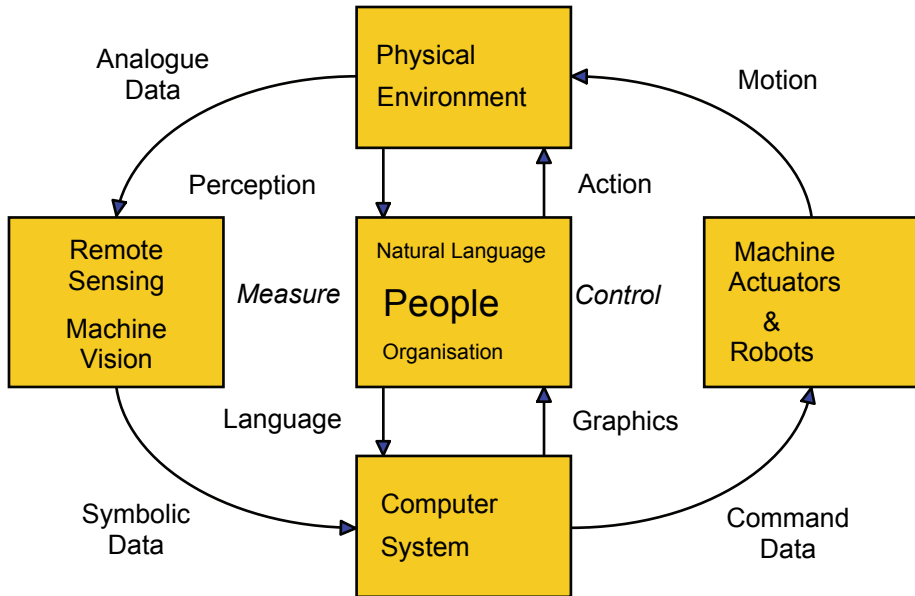 Analogue
Data
Physical
Environment
Motion
Perception
Action
Remote
Sensing
Machine
Vision
Measure
Natural Language
People
Organisation
Control
Machine
Actuators
&
Robots
Language
Graphics
Symbolic
Data
Computer
System
Command
Data